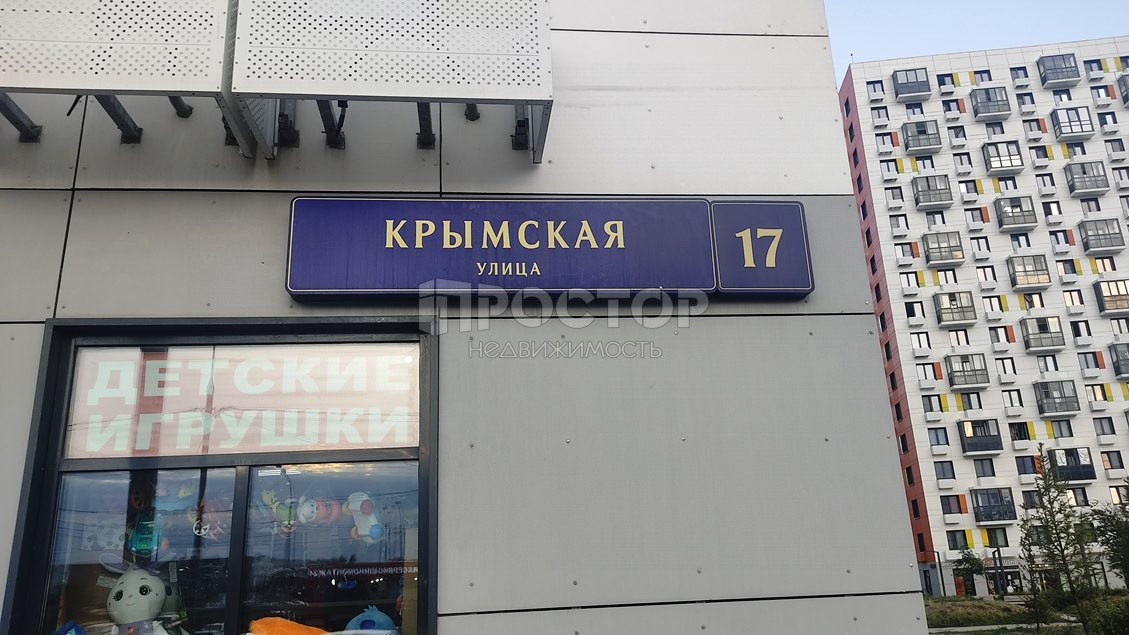 КРЫМСКАЯ
УЛИЦА
17
ПРОСТОР
НЕДВИЖИМОСТЬ
ДЕТСКИЕ
ИГРУШКИ